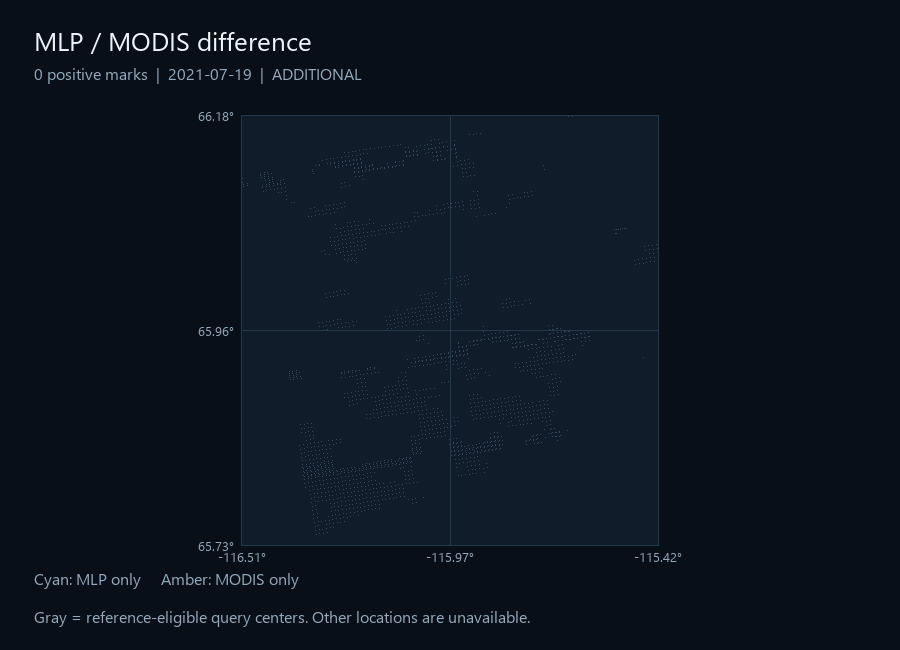 MLP / MODIS difference
0 positive marks | 2021-07-19 | ADDITIONAL
66.18°
65.96°
65.73°
-116.51° -115.97° -115.42°
Cyan: MLP only Amber: MODIS only
Gray = reference-eligible query centers. Other locations are unavailable.